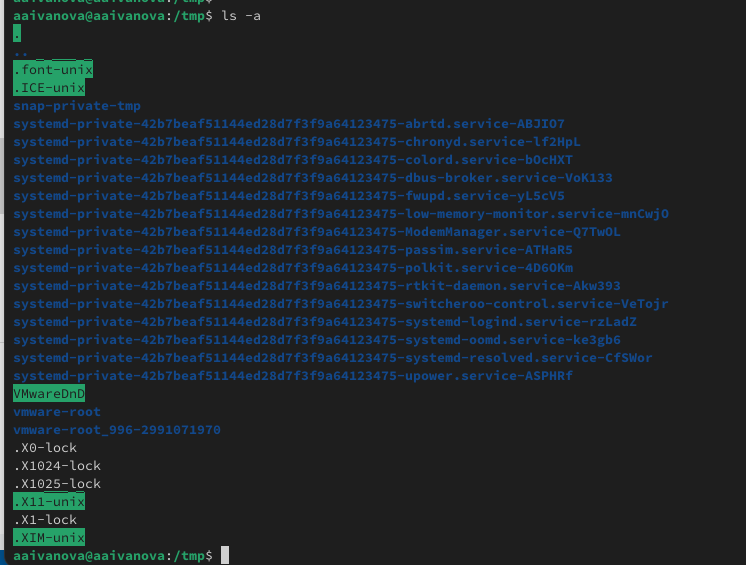 aaivanova@aaivanova:/tmp$ ls -a
.
..
.font-unix
.ICE-unix
snap-private-tmp
systemd-private-42b7beaf51144ed28d7f3f9a64123475-abrtd.service-ABJIO7
systemd-private-42b7beaf51144ed28d7f3f9a64123475-chronyd.service-lf2HpL
systemd-private-42b7beaf51144ed28d7f3f9a64123475-colord.service-bOcHXT
systemd-private-42b7beaf51144ed28d7f3f9a64123475-dbus-broker.service-VoK133
systemd-private-42b7beaf51144ed28d7f3f9a64123475-fwupd.service-yL5cV5
systemd-private-42b7beaf51144ed28d7f3f9a64123475-low-memory-monitor.service-mnCwjO
systemd-private-42b7beaf51144ed28d7f3f9a64123475-ModemManager.service-Q7TwOL
systemd-private-42b7beaf51144ed28d7f3f9a64123475-passim.service-ATHaR5
systemd-private-42b7beaf51144ed28d7f3f9a64123475-polkit.service-4D6OKm
systemd-private-42b7beaf51144ed28d7f3f9a64123475-rtkit-daemon.service-Akw393
systemd-private-42b7beaf51144ed28d7f3f9a64123475-switcheroo-control.service-VeTojr
systemd-private-42b7beaf51144ed28d7f3f9a64123475-systemd-logind.service-rzLadZ
systemd-private-42b7beaf51144ed28d7f3f9a64123475-systemd-oomd.service-ke3gb6
systemd-private-42b7beaf51144ed28d7f3f9a64123475-systemd-resolved.service-CfSWor
systemd-private-42b7beaf51144ed28d7f3f9a64123475-upower.service-ASPHRf
VMwareDnD
vmware-root
vmware-root_996-2991071970
.X0-lock
.X1024-lock
.X1025-lock
.X11-unix
.X1-lock
.XIM-unix
aaivanova@aaivanova:/tmp$